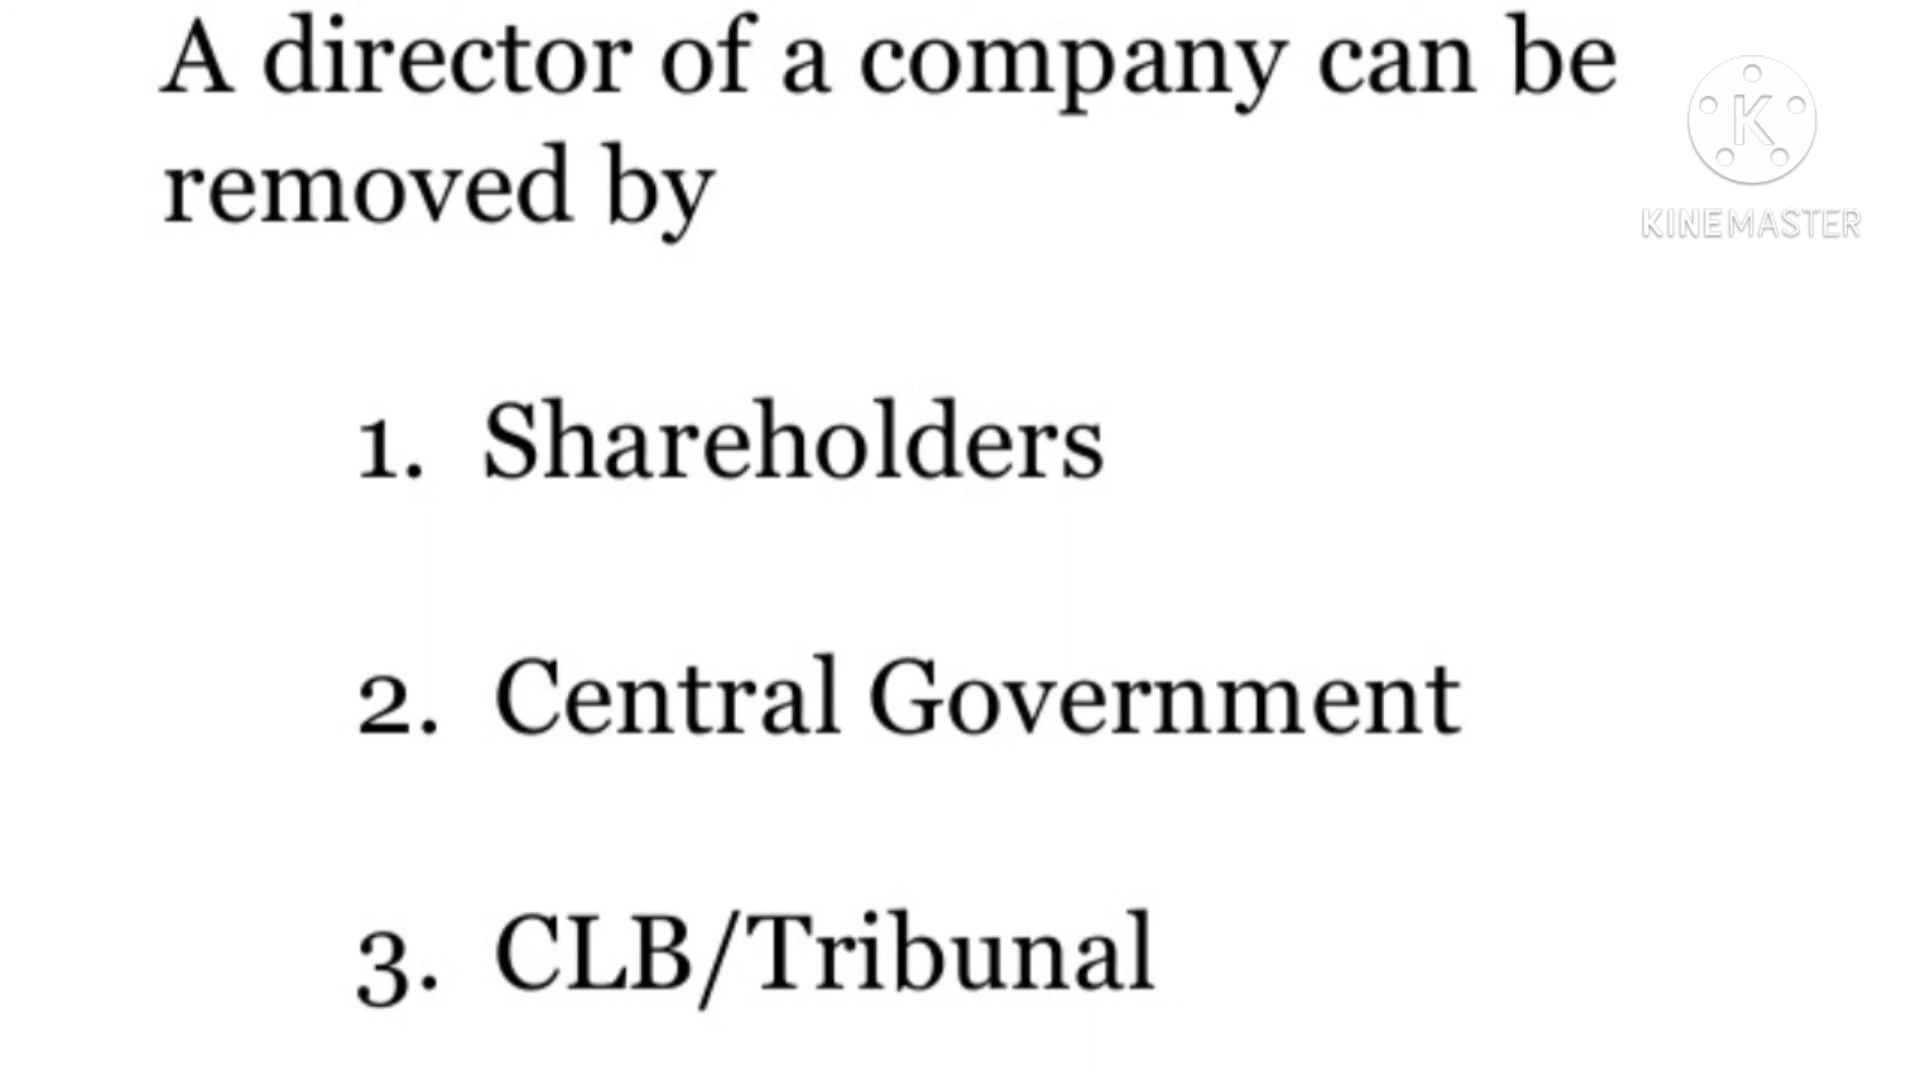 A director of a company can be
removed by
K
KINEMASTER
1. Shareholders
2. Central Government
3. CLB/Tribunal